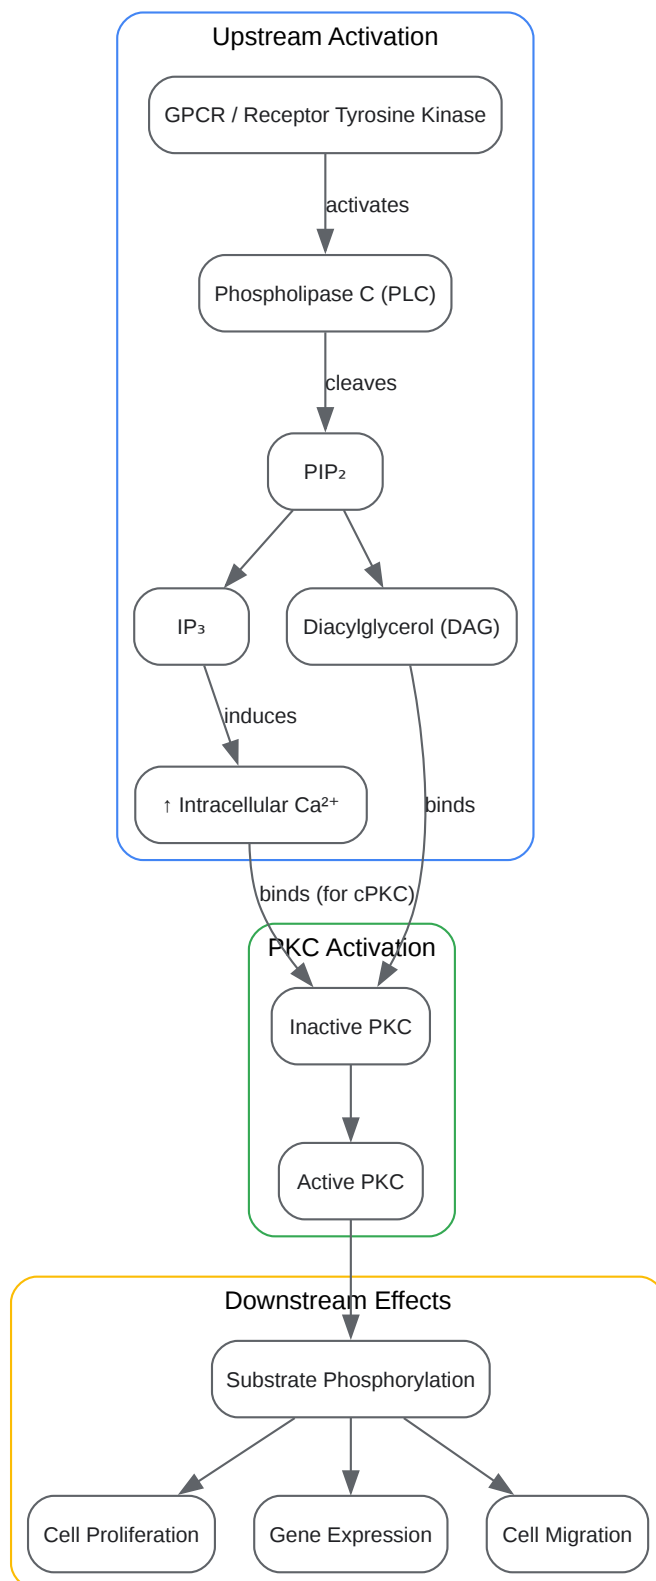 Upstream Activation
GPCR / Receptor Tyrosine Kinase
activates
Phospholipase C (PLC)
cleaves
PIP₂
IP₃
Diacylglycerol (DAG)
induces
↑ Intracellular Ca²⁺
binds
binds (for cPKC)
PKC Activation
Inactive PKC
Active PKC
Downstream Effects
Substrate Phosphorylation
Cell Proliferation
Gene Expression
Cell Migration